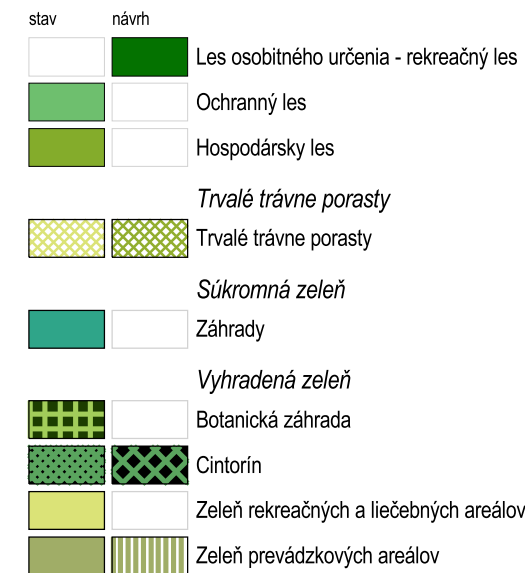 stav návrh
Les osobitného určenia - rekreačný les
Ochranný les
Hospodársky les
Trvalé trávne porasty
Trvalé trávne porasty
Súkromná zeleň
Záhrady
Vyhradená zeleň
Botanická záhrada
Cintorín
Zeleň rekreačných a liečebných areálov
Zeleň prevádzkových areálov